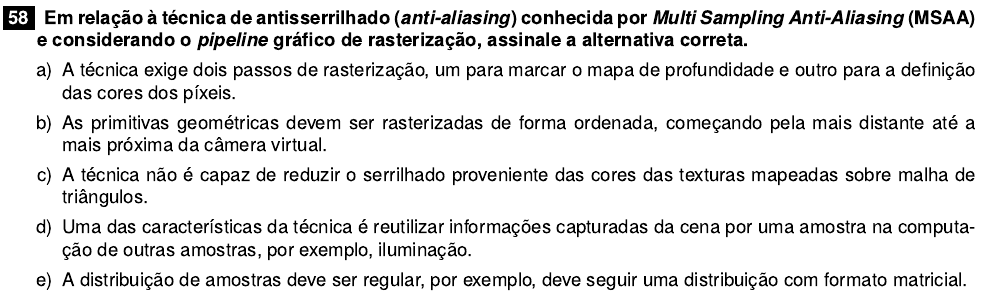 58 Em relação à técnica de antisserrilhado (anti-aliasing) conhecida por Multi Sampling Anti-Aliasing (MSAA)
e considerando o pipeline gráfico de rasterização, assinale a alternativa correta.
a) A técnica exige dois passos de rasterização, um para marcar o mapa de profundidade e outro para a definição
das cores dos píxeis.
b) As primitivas geométricas devem ser rasterizadas de forma ordenada, começando pela mais distante até a
mais próxima da câmera virtual.
c) A técnica não é capaz de reduzir o serrilhado proveniente das cores das texturas mapeadas sobre malha de
triângulos.
d) Uma das características da técnica é reutilizar informações capturadas da cena por uma amostra na computa-
ção de outras amostras, por exemplo, iluminação.
e) A distribuição de amostras deve ser regular, por exemplo, deve seguir uma distribuição com formato matricial.